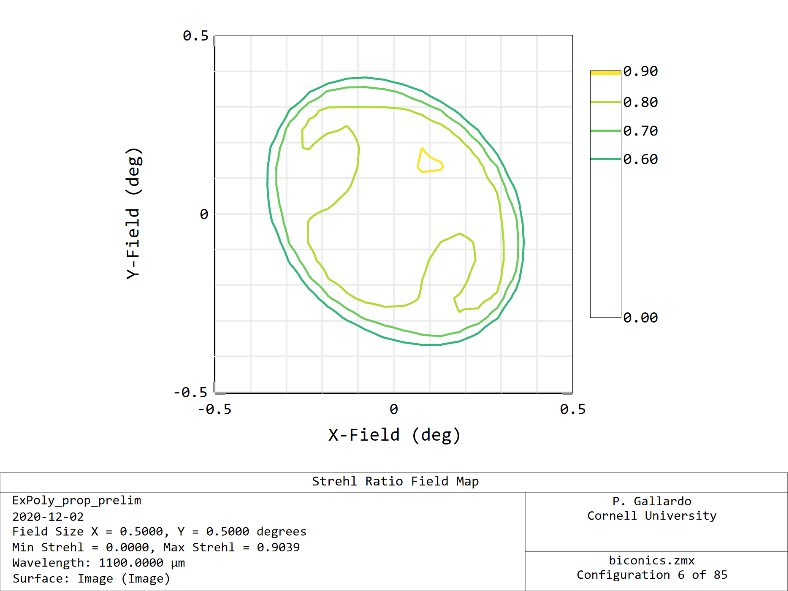 0.5
0
-0.5
Y-Field (deg)
-0.5 0 0.5
X-Field (deg)
0.90
0.80
0.70
0.60
0.00
Strehl Ratio Field Map
ExPoly_prop_prelim
2020-12-02
Field Size X = 0.5000, Y = 0.5000 degrees
Min Strehl = 0.0000, Max Strehl = 0.9039
Wavelength: 1100.0000 µm
Surface: Image (Image)
P. Gallardo
Cornell University
biconics.zmx
Configuration 6 of 85